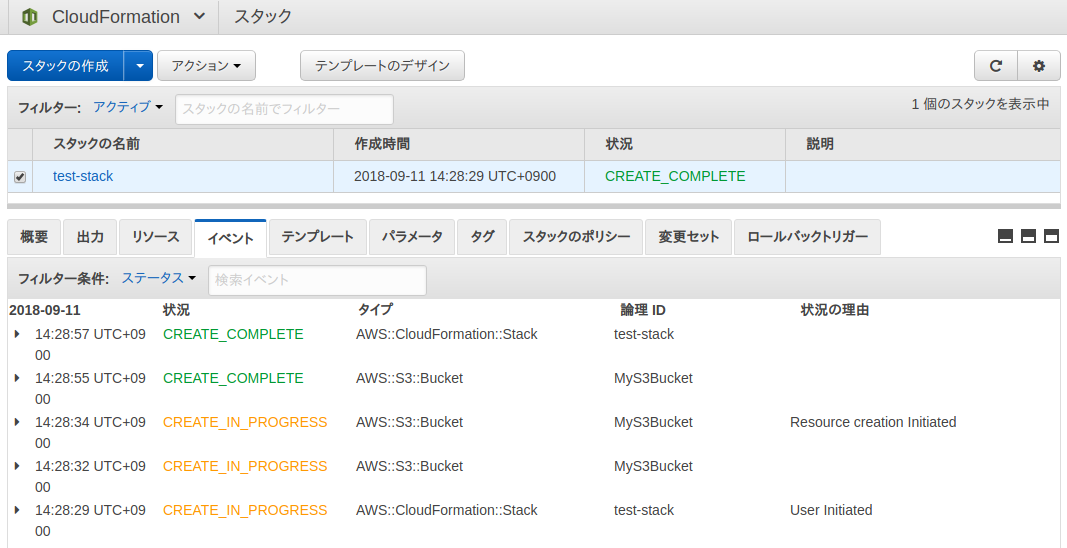 CloudFormation スタック
スタックの作成 アクション テンプレートのデザイン
フィルター: アクティブ スタックの名前でフィルター 1 個のスタックを表示中
スタックの名前 作成時間 状況 説明
test-stack 2018-09-11 14:28:29 UTC+0900 CREATE_COMPLETE
概要 出力 リソース イベント テンプレート パラメータ タグ スタックのポリシー 変更セット ロールバックトリガー
フィルター条件: ステータス 検索イベント
2018-09-11 状況 タイプ 論理 ID 状況の理由
14:28:57 UTC+09 CREATE_COMPLETE AWS::CloudFormation::Stack test-stack
00
14:28:55 UTC+09 CREATE_COMPLETE AWS::S3::Bucket MyS3Bucket
00
14:28:34 UTC+09 CREATE_IN_PROGRESS AWS::S3::Bucket MyS3Bucket Resource creation Initiated
00
14:28:32 UTC+09 CREATE_IN_PROGRESS AWS::S3::Bucket MyS3Bucket
00
14:28:29 UTC+09 CREATE_IN_PROGRESS AWS::CloudFormation::Stack test-stack User Initiated
00